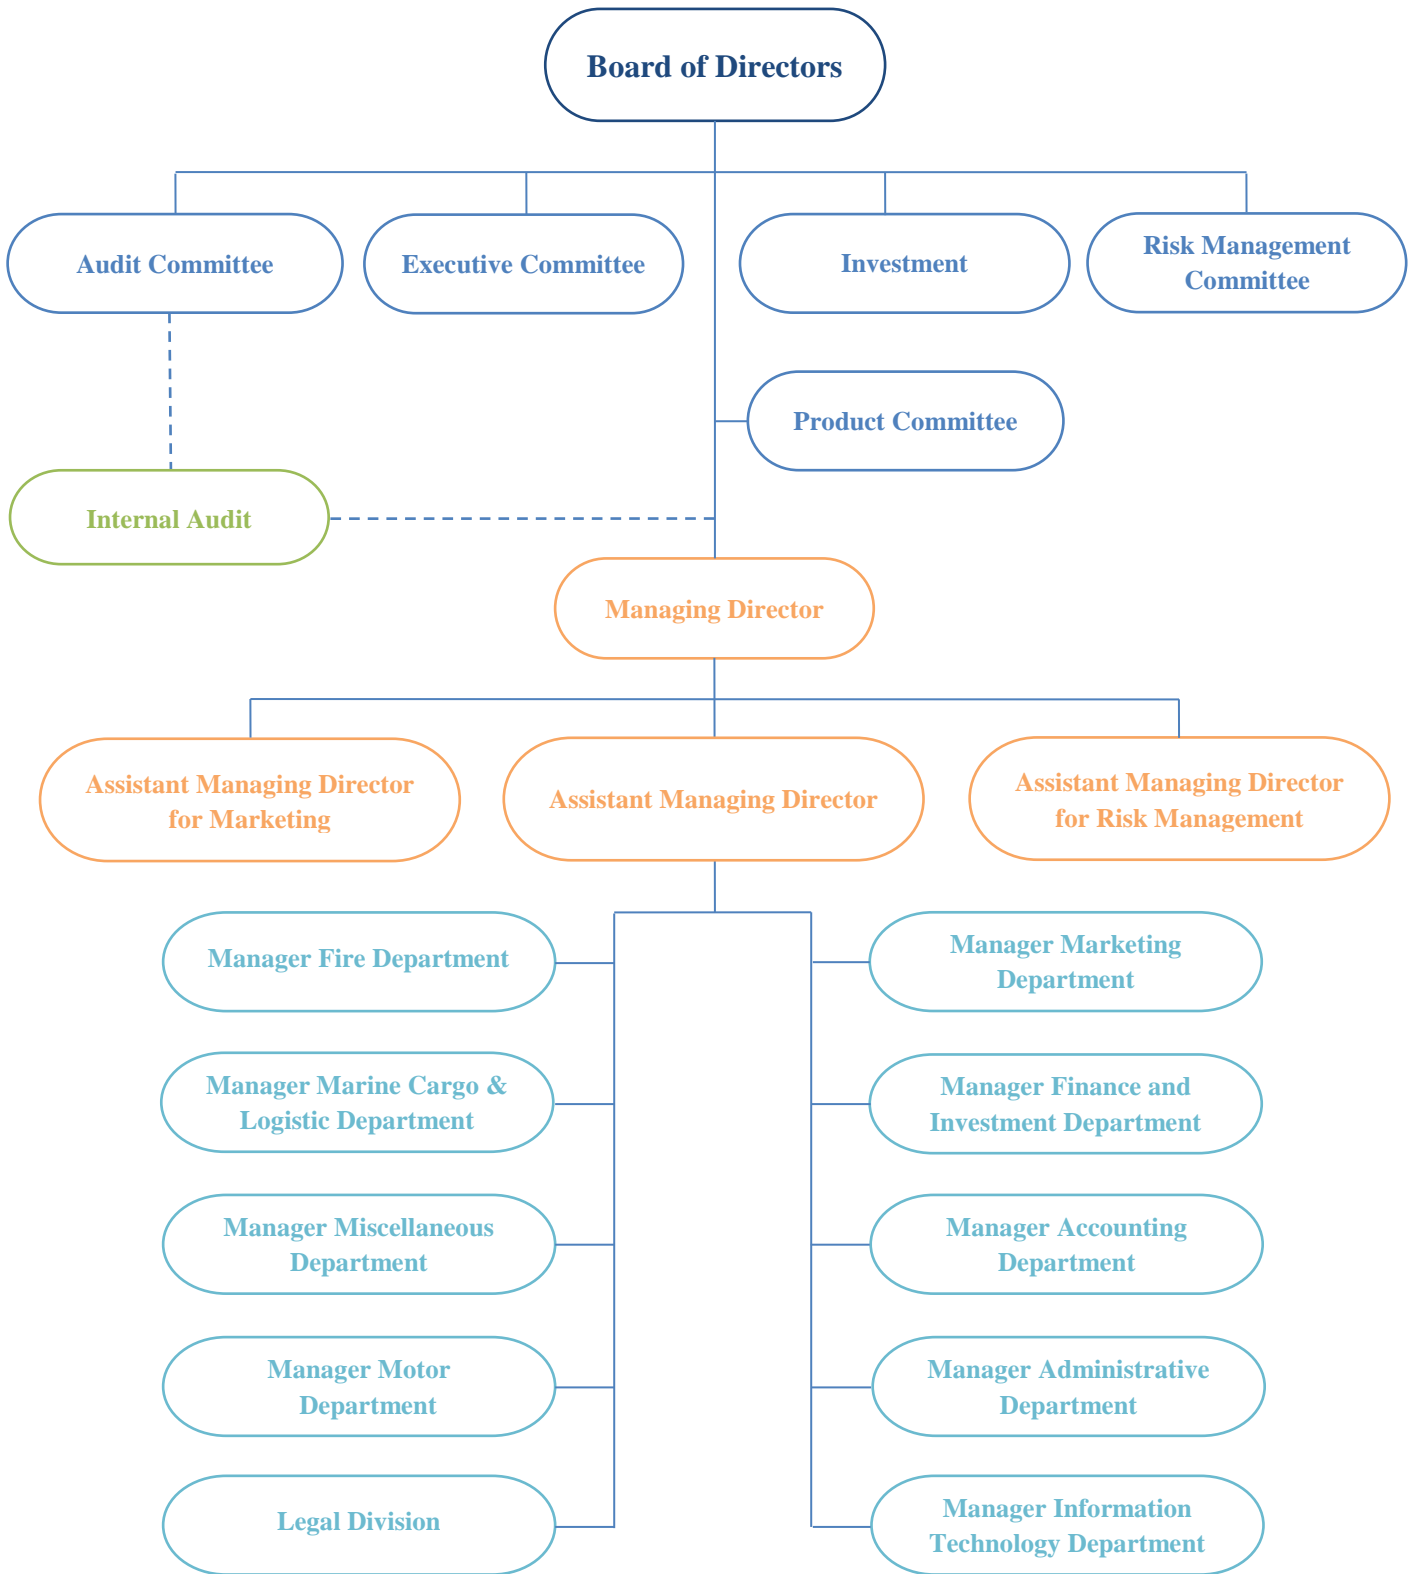 Board of Directors
Audit Committee
Executive Committee
Investment
Risk Management
Committee
Product Committee
Internal Audit
Managing Director
Assistant Managing Director
for Marketing
Assistant Managing Director
Assistant Managing Director
for Risk Management
Manager Fire Department
Manager Marketing
Department
Manager Marine Cargo &
Logistic Department
Manager Finance and
Investment Department
Manager Miscellaneous
Department
Manager Accounting
Department
Manager Motor
Department
Manager Administrative
Department
Legal Division
Manager Information
Technology Department